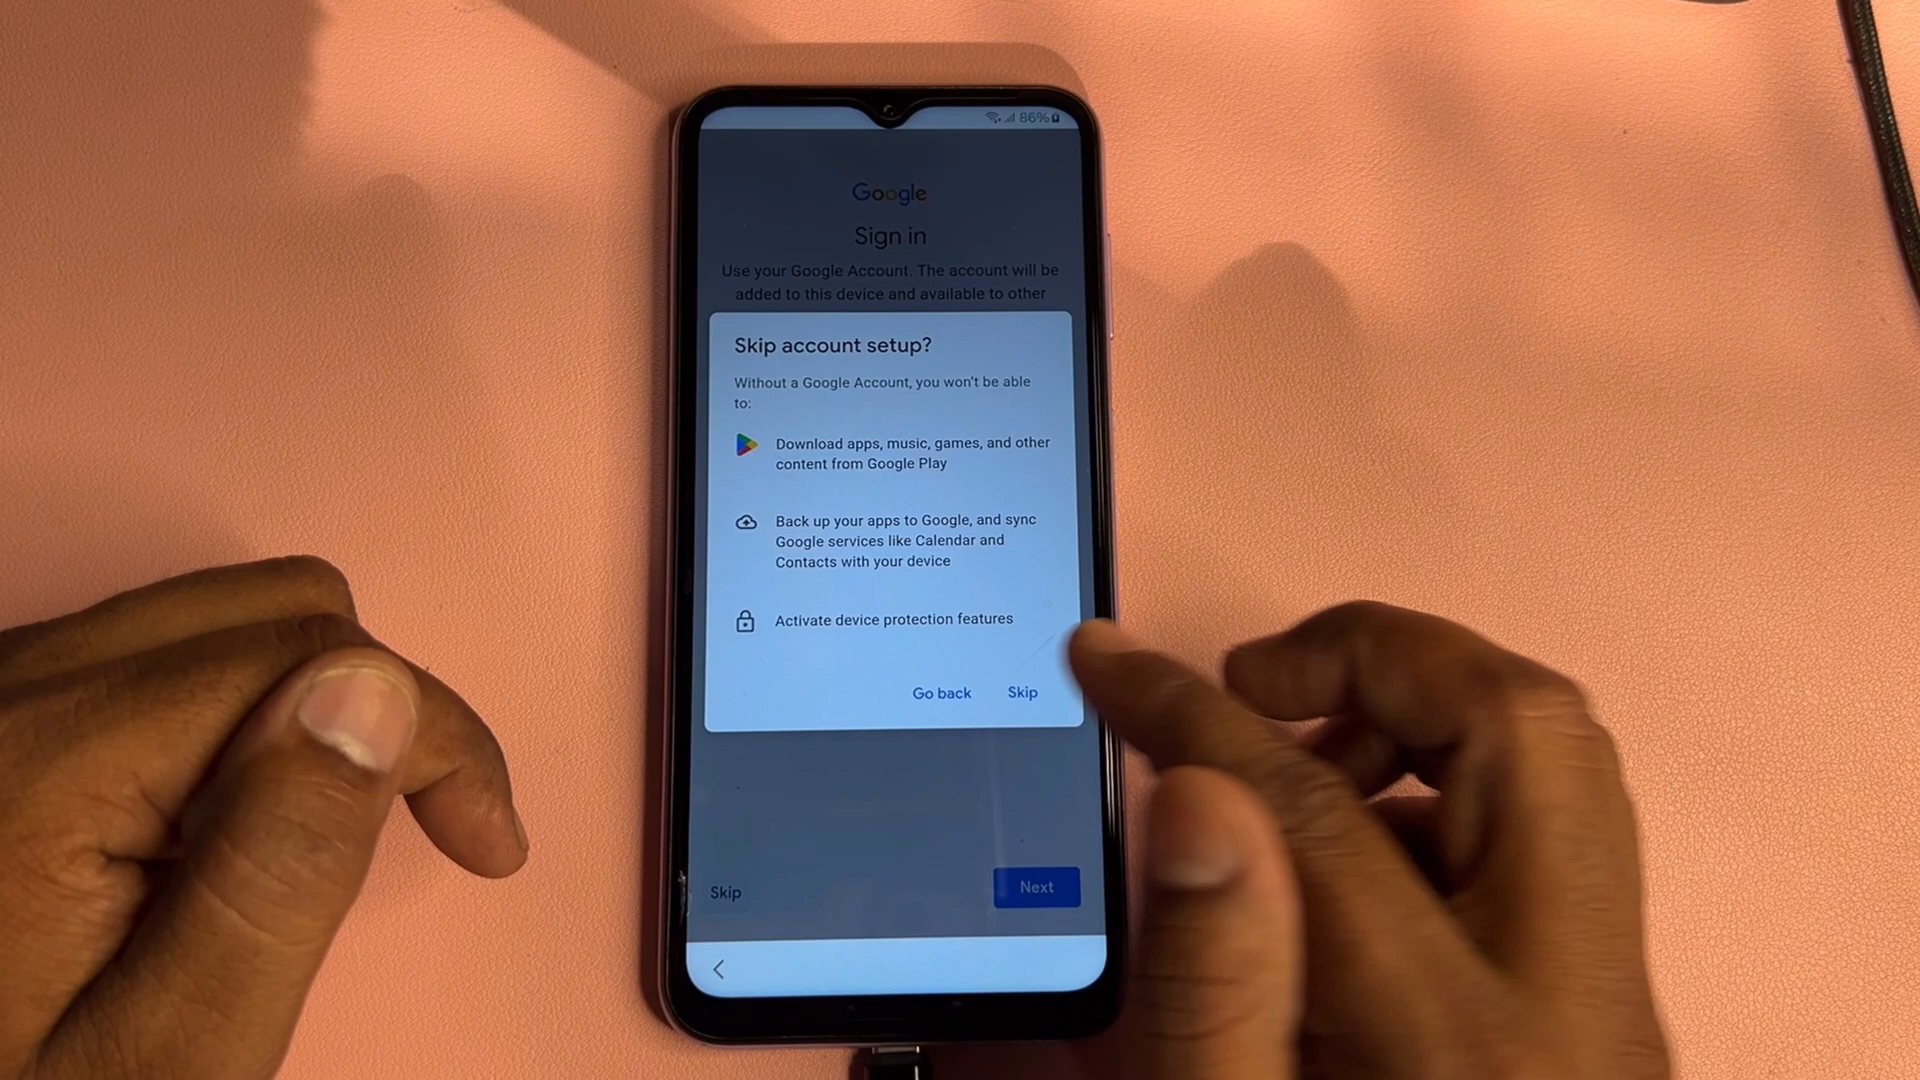 86%
Google
Sign in
Use your Google Account. The account will be
added to this device and available to other
Skip account setup?
Without a Google Account, you won't be able
to:
Download apps, music, games, and other
content from Google Play
Back up your apps to Google, and sync
Google services like Calendar and
Contacts with your device
Activate device protection features
Go back Skip
Skip Next